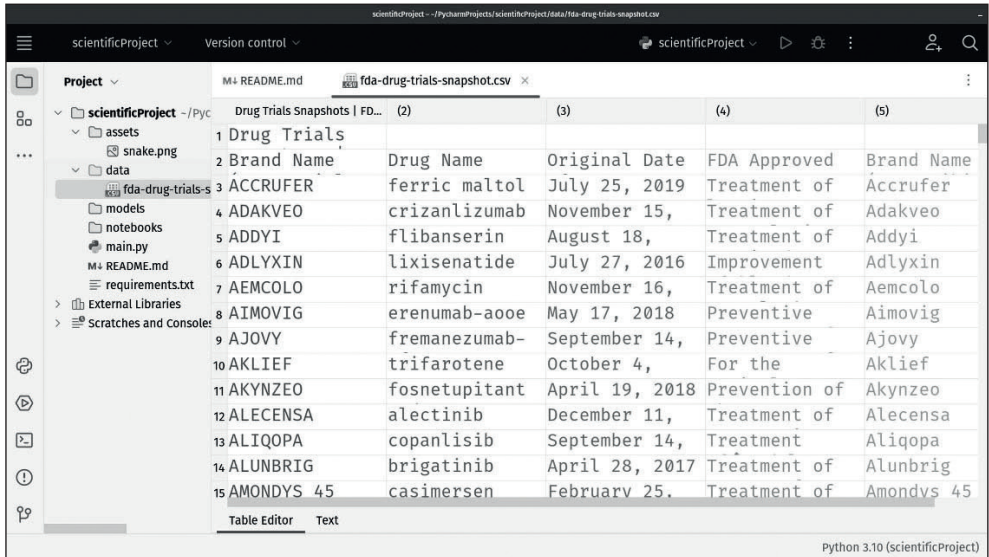 scientificProject – ~/PycharmProjects/scientificProject/data/fda-drug-trials-snapshot.csv
scientificProject Version control scientificProject
Project
README.md fda-drug-trials-snapshot.csv
scientificProject ~/Pyc
assets
snake.png
data
fda-drug-trials-s
models
notebooks
main.py
README.md
requirements.txt
External Libraries
Scratches and Consoles
Drug Trials Snapshots | FD... (2) (3) (4) (5)
1 Drug Trials
2 Brand Name Drug Name Original Date FDA Approved Brand Name
3 ACCRUFER ferric maltol July 25, 2019 Treatment of Accrufer
4 ADAKVEO crizanlizumab November 15, Treatment of Adakveo
5 ADDYI flibanserin August 18, Treatment of Addyi
6 ADLYXIN lixisenatide July 27, 2016 Improvement Adlyxin
7 AEMCOLO rifamycin November 16, Treatment of Aemcolo
8 AIMOVIG erenumab-aooe May 17, 2018 Preventive Aimovig
9 AJOVY fremanezumab- September 14, Preventive Ajovy
10 AKLIEF trifarotene October 4, For the Aklief
11 AKYNZEO fosnetupitant April 19, 2018 Prevention of Akynzeo
12 ALECENSA alectinib December 11, Treatment of Alecensa
13 ALIQOPA copanlisib September 14, Treatment Aliqopa
14 ALUNBRIG brigatinib April 28, 2017 Treatment of Alunbrig
15 AMONDYS 45 casimersen February 25, Treatment of Amondys 45
Table Editor Text
Python 3.10 (scientificProject)